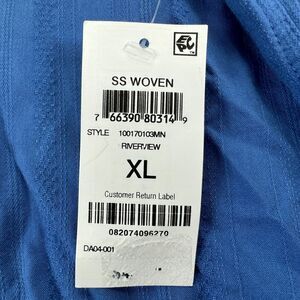 SS WOVEN
7 66390 80314 9
STYLE 100170103MN
RIVERVIEW
XL
Customer Return Label
082074096270
DA04-001